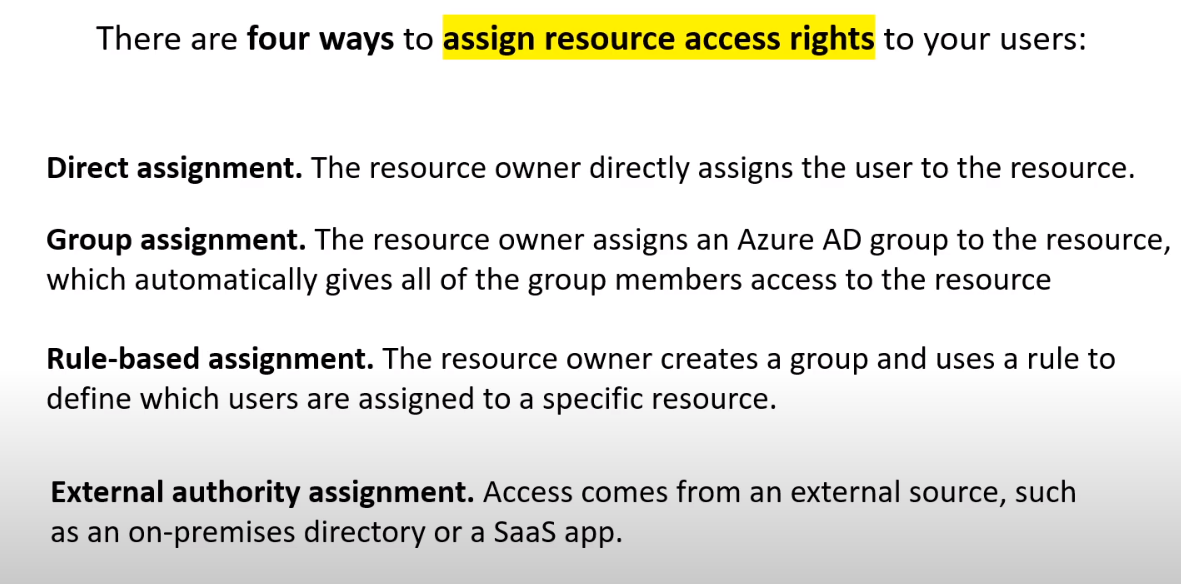 There are four ways to assign resource access rights to your users:
Direct assignment. The resource owner directly assigns the user to the resource.
Group assignment. The resource owner assigns an Azure AD group to the resource,
which automatically gives all of the group members access to the resource
Rule-based assignment. The resource owner creates a group and uses a rule to
define which users are assigned to a specific resource.
External authority assignment. Access comes from an external source, such
as an on-premises directory or a SaaS app.